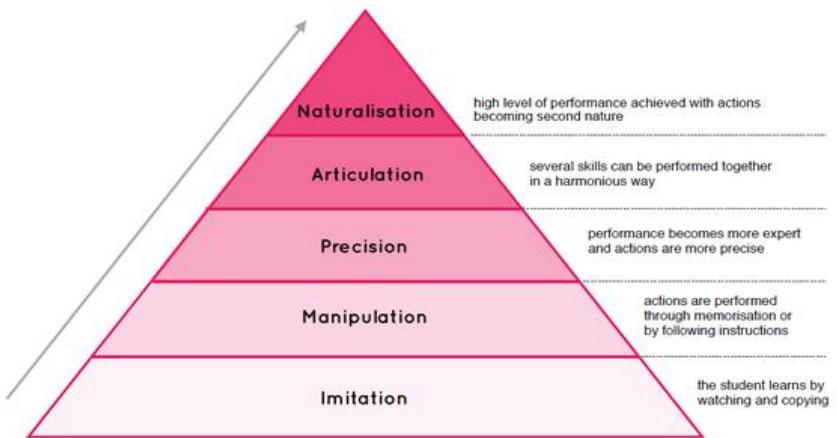 Naturalisation
high level of performance achieved with actions
becoming second nature
Articulation
several skills can be performed together
in a harmonious way
Precision
performance becomes more expert
and actions are more precise
Manipulation
actions are performed
through memorisation or
by following instructions
Imitation
the student learns by
watching and copying